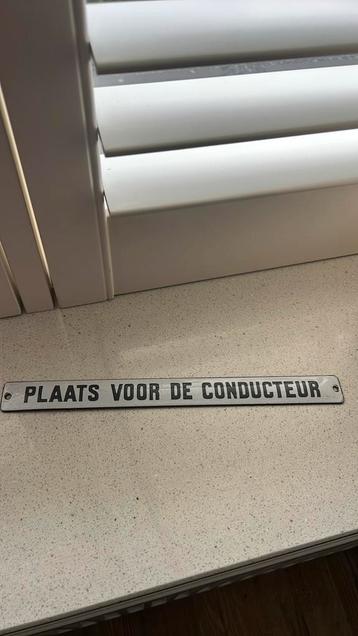 PLAATS VOOR DE CONDUCTEUR